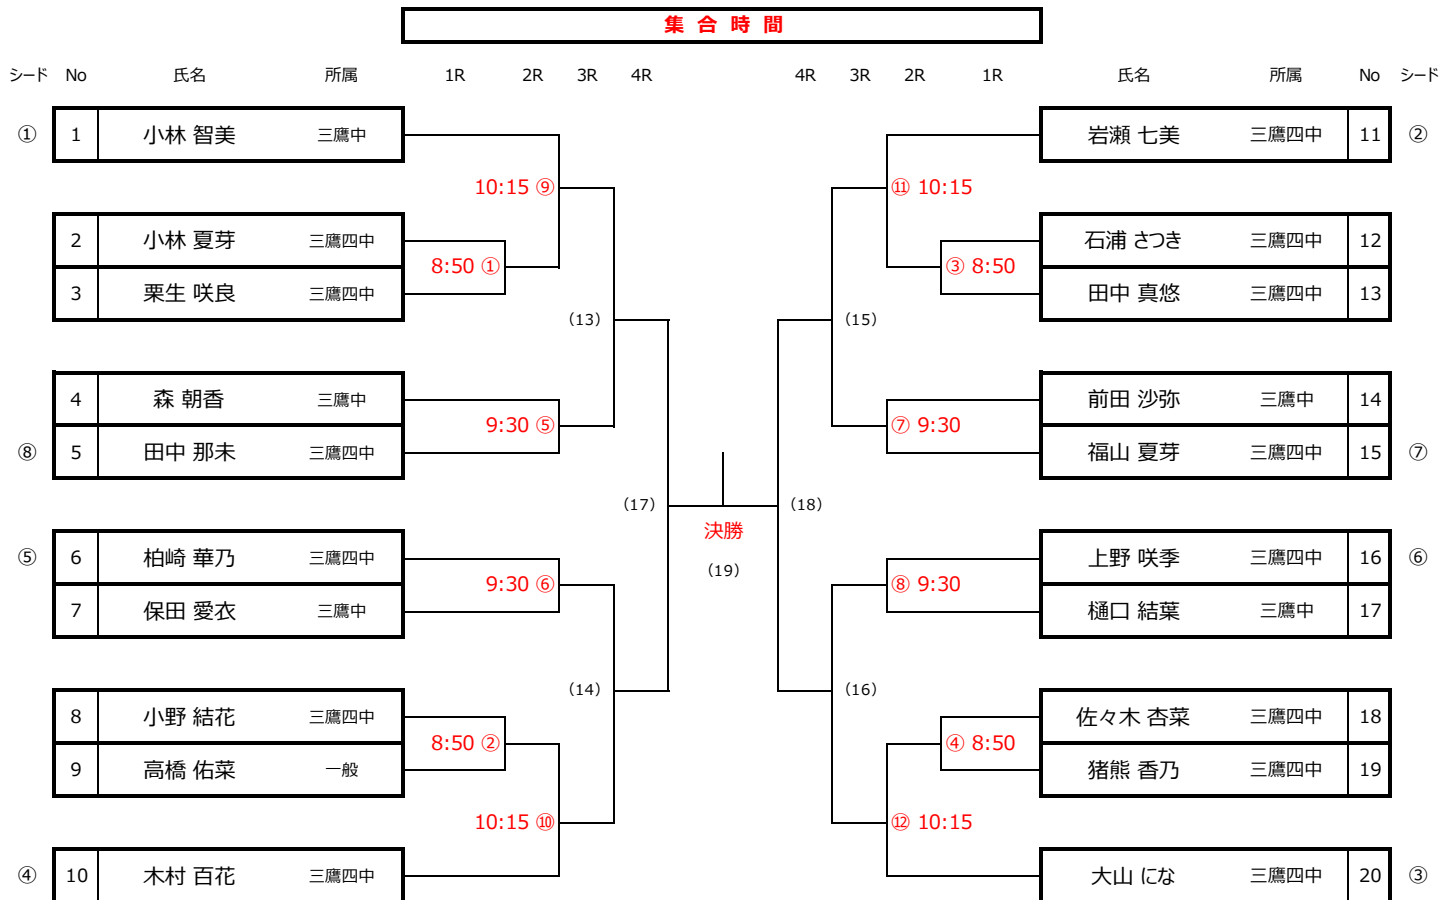 集 合 時 間
シード No 氏名 所属 1R 2R 3R 4R 4R 3R 2R 1R 氏名 所属 No シード
① 1 小林 智美 三鷹中 岩瀬 七美 三鷹四中 11 ②
10:15 ⑨ ⑪ 10:15
2 小林 夏芽 三鷹四中 石浦 さつき 三鷹四中 12
8:50 ① ③ 8:50
3 栗生 咲良 三鷹四中 田中 真悠 三鷹四中 13
(13) (15)
4 森 朝香 三鷹中 前田 沙弥 三鷹中 14
9:30 ⑤ ⑦ 9:30
⑧ 5 田中 那未 三鷹四中 福山 夏芽 三鷹四中 15 ⑦
(17) (18)
決勝
⑤ 6 柏崎 華乃 三鷹四中 上野 咲季 三鷹四中 16 ⑥
(19)
9:30 ⑥ ⑧ 9:30
7 保田 愛衣 三鷹中 樋口 結葉 三鷹中 17
(14) (16)
8 小野 結花 三鷹四中 佐々木 杏菜 三鷹四中 18
8:50 ② ④ 8:50
9 高橋 佑菜 一般 猪熊 香乃 三鷹四中 19
10:15 ⑩ ⑫ 10:15
④ 10 木村 百花 三鷹四中 大山 にな 三鷹四中 20 ③